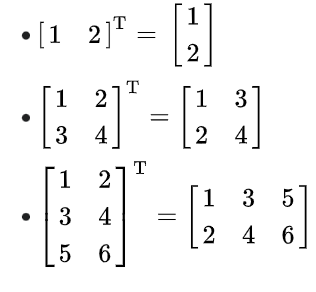 • [1 2]ᵀ = [1; 2]
• [1 2; 3 4]ᵀ = [1 3; 2 4]
• [1 2; 3 4; 5 6]ᵀ = [1 3 5; 2 4 6]